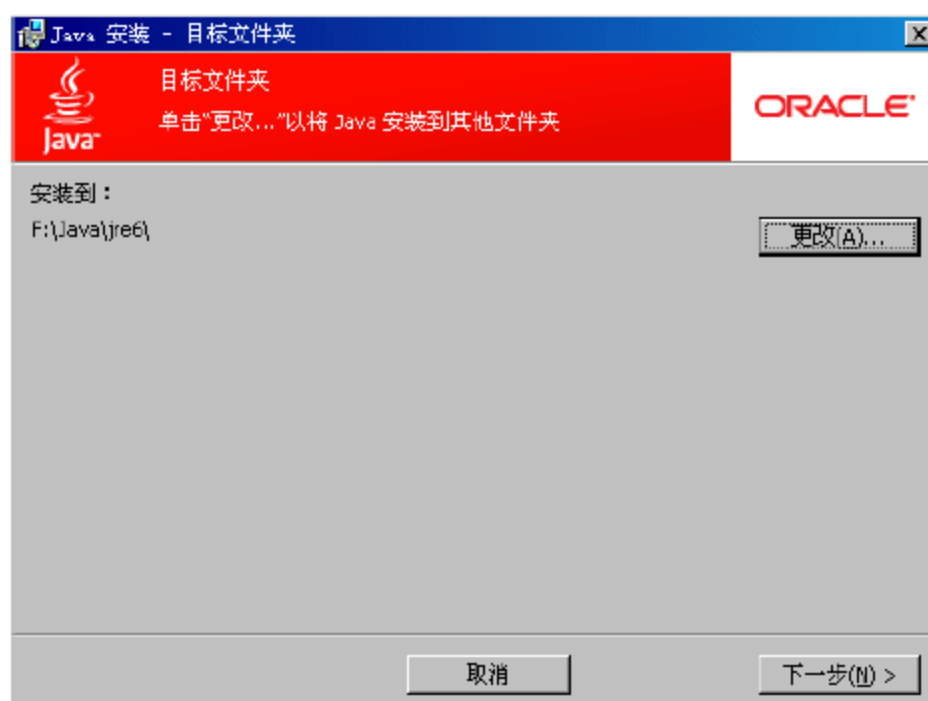 Java 安装 - 目标文件夹
Java
目标文件夹
单击"更改..."以将 Java 安装到其他文件夹
ORACLE
安装到：
F:\Java\jre6\
更改(A)...
取消
下一步(N) >